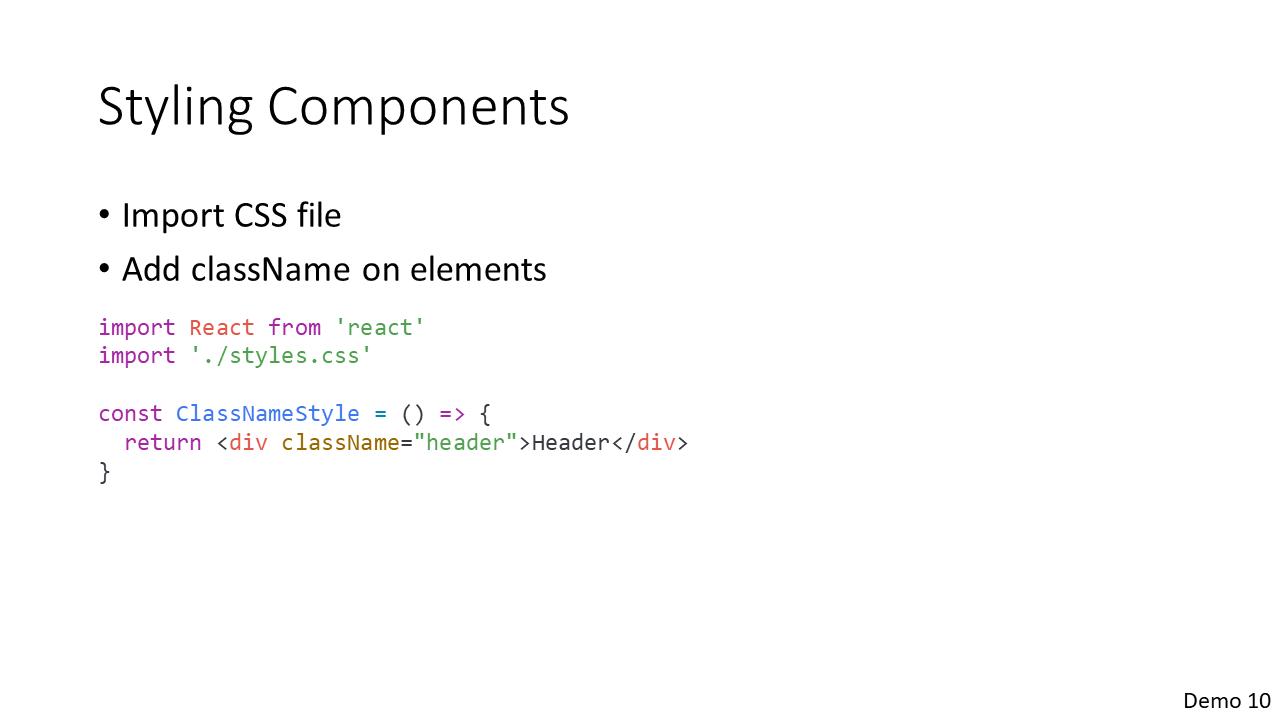 Styling Components
• Import CSS file
• Add className on elements
import React from 'react'
import './styles.css'
const ClassNameStyle = () => {
  return <div className="header">Header</div>
}
Demo 10